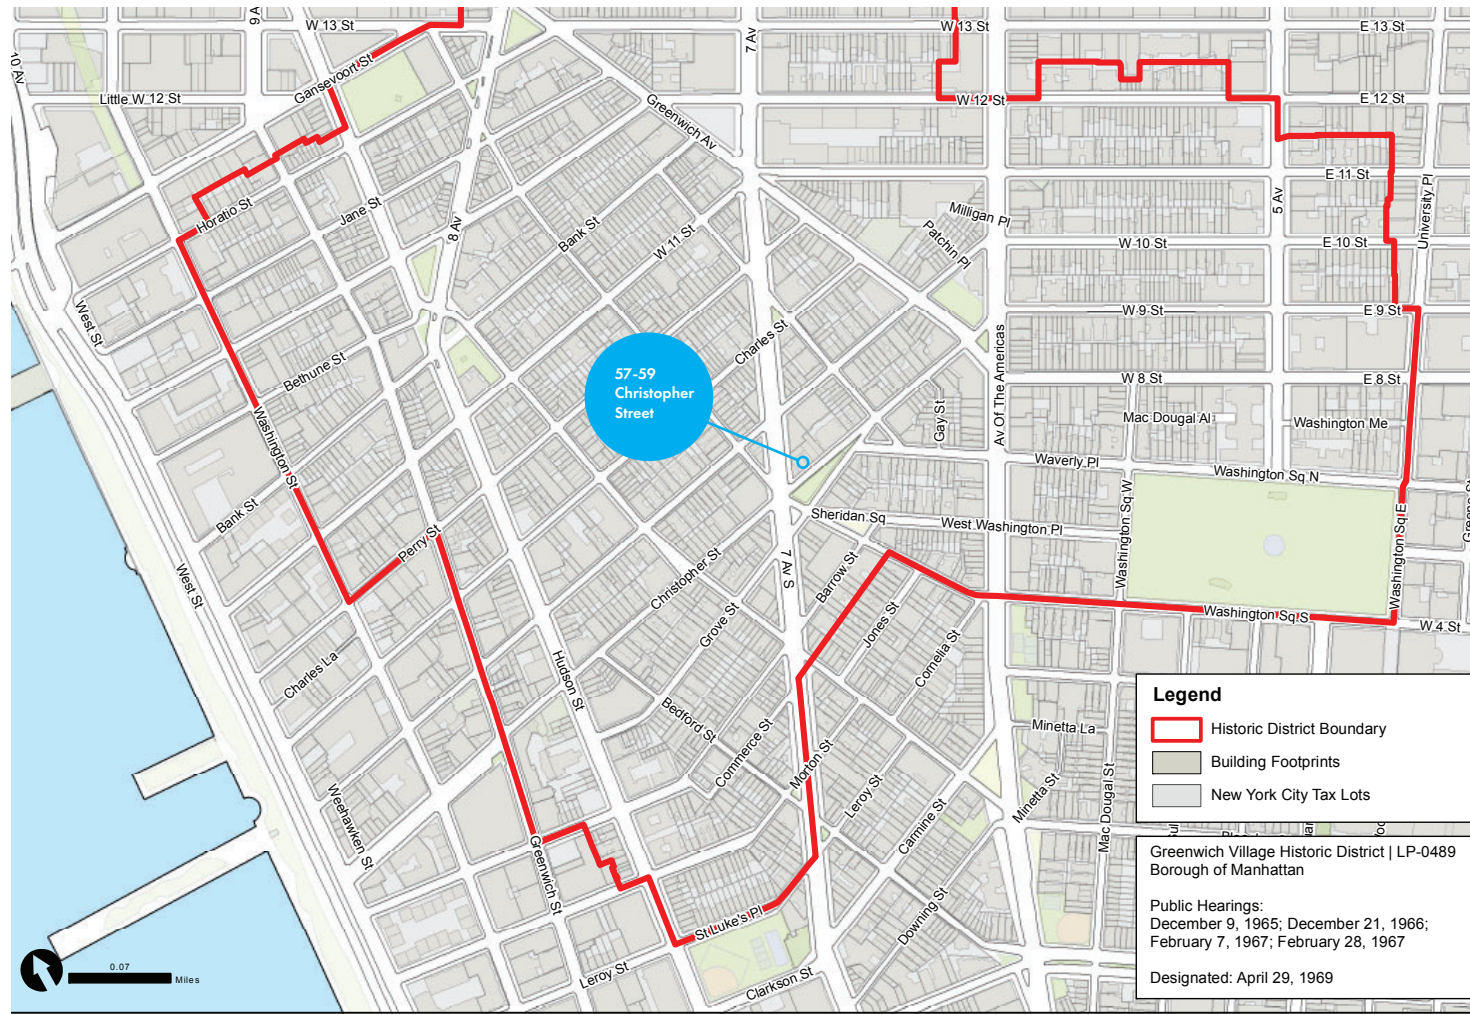 W 13 St
W 13 St
E 13 St
9 A
7 Av
10 Av
Gansevoort St
Little W 12 St
W 12 St
E 12 St
Greenwich Av
E 11 St
5 Av
University Pl
Horatio St
Jane St
8 Av
Bank St
W 11 St
Milligan Pl
Patchin Pl
W 10 St
E 10 St
West St
W 9 St
E 9 St
Charles St
Av Of The Americas
Bethune St
57-59
Christopher
Street
W 8 St
E 8 St
Gay St
Mac Dougal Al
Washington Me
Washington St
Waverly Pl
Washington Sq N
Washington Sq W
Washington Sq E
Greene St
Bank St
Perry St
Sheridan Sq
West Washington Pl
West St
Christopher St
7 Av S
Barrow St
Grove St
Jones St
Cornelia St
Washington Sq S
W 4 St
Charles La
Hudson St
Bedford St
Commerce St
Morton St
Leroy St
Minetta La
Minetta St
Mac Dougal St
Carmine St
Weehawken St
Greenwich St
St Luke's Pl
Downing St
Leroy St
Clarkson St
0.07
Miles
Legend
Historic District Boundary
Building Footprints
New York City Tax Lots
Greenwich Village Historic District | LP-0489
Borough of Manhattan
Public Hearings:
December 9, 1965; December 21, 1966;
February 7, 1967; February 28, 1967
Designated: April 29, 1969